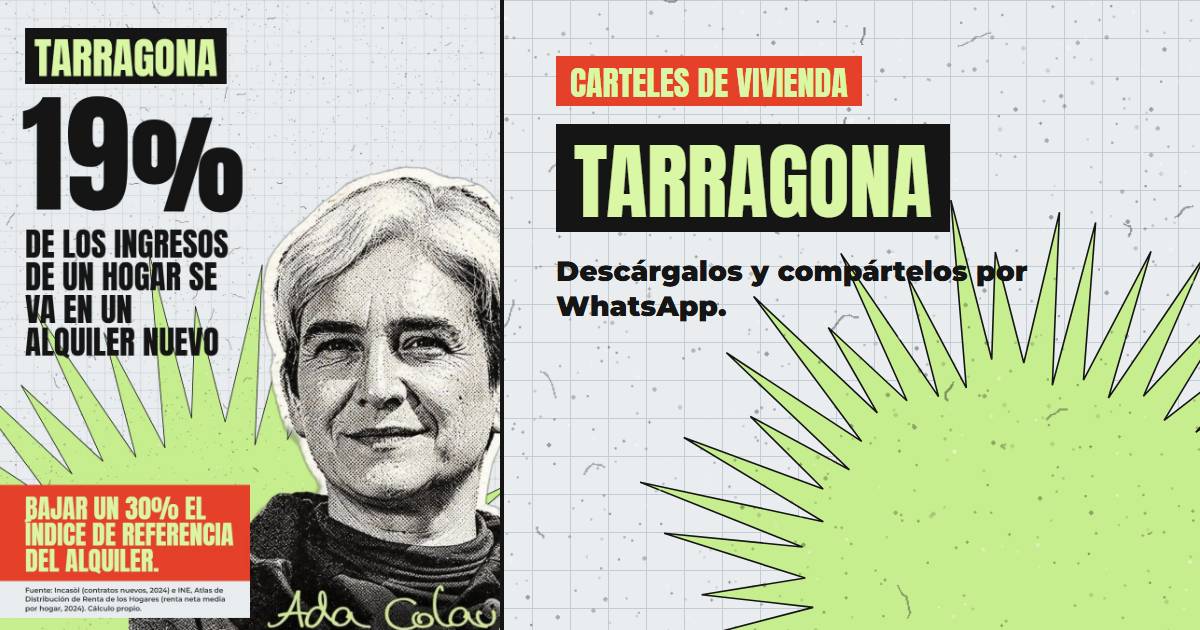 TARRAGONA
19%
DE LOS INGRESOS
DE UN HOGAR SE
VA EN UN
ALQUILER NUEVO
BAJAR UN 30% EL
ÍNDICE DE REFERENCIA
DEL ALQUILER.
Fuente: Incasòl (contratos nuevos, 2024) e INE, Atlas de
Distribución de Renta de los Hogares (renta neta media
por hogar, 2024). Cálculo propio.
Ada Colau
CARTELES DE VIVIENDA
TARRAGONA
Descárgalos y compártelos por
WhatsApp.